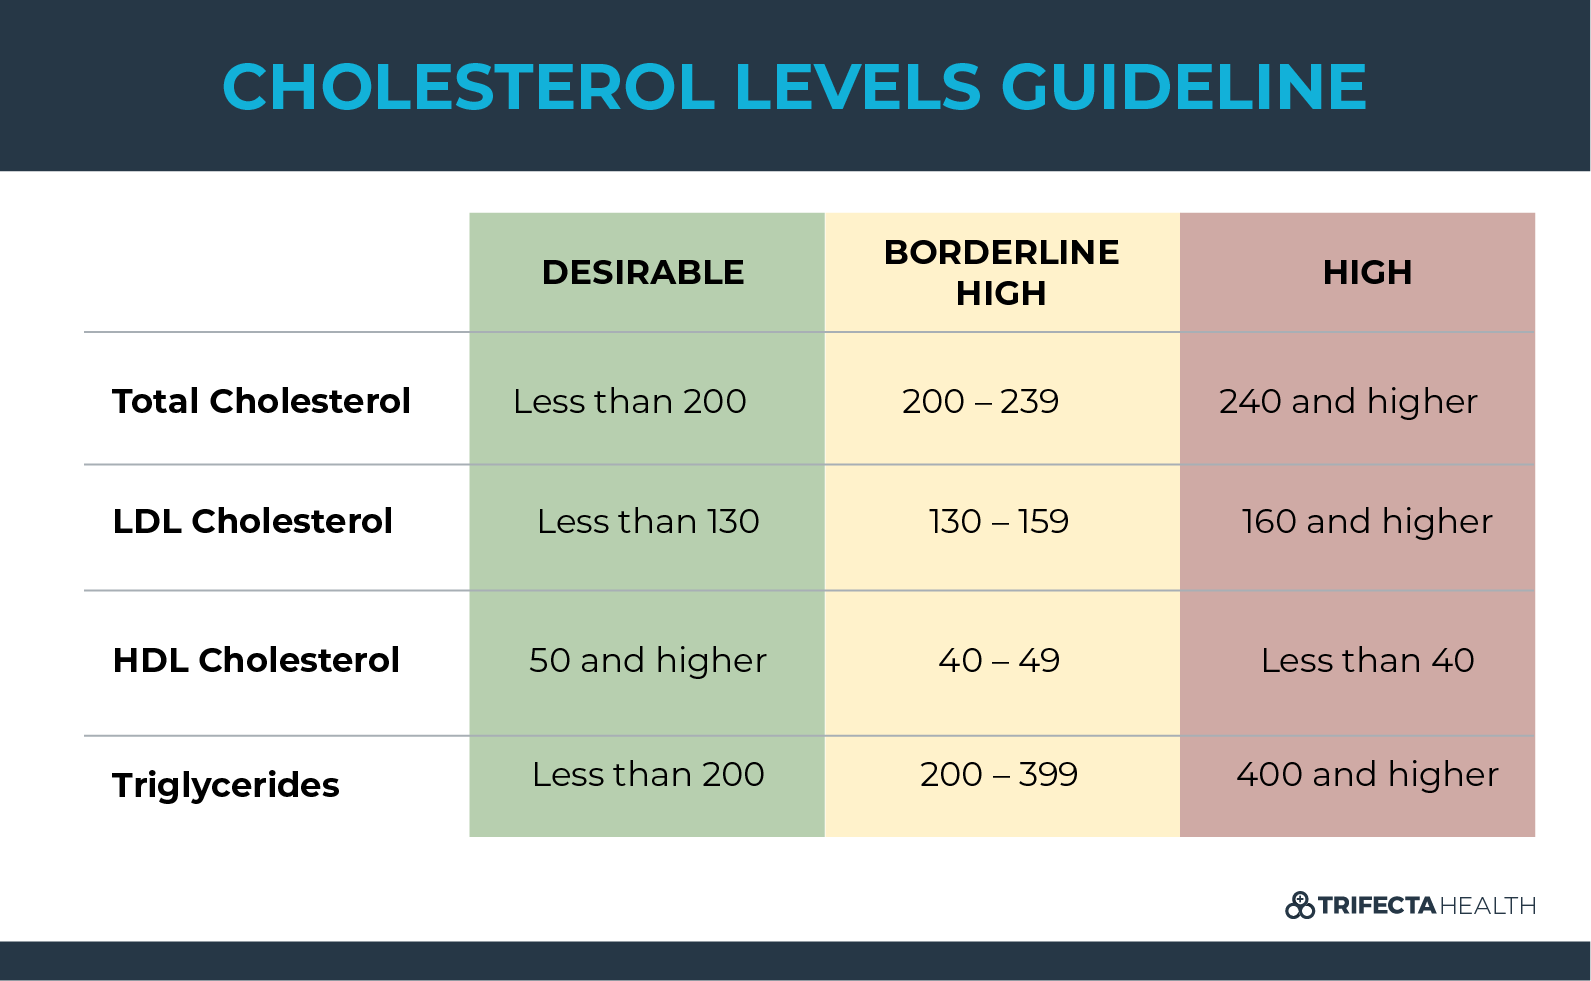 CHOLESTEROL LEVELS GUIDELINE
DESIRABLE
BORDERLINE
HIGH
HIGH
Total Cholesterol
Less than 200
200 – 239
240 and higher
LDL Cholesterol
Less than 130
130 – 159
160 and higher
HDL Cholesterol
50 and higher
40 – 49
Less than 40
Triglycerides
Less than 200
200 – 399
400 and higher
TRIFECTA HEALTH